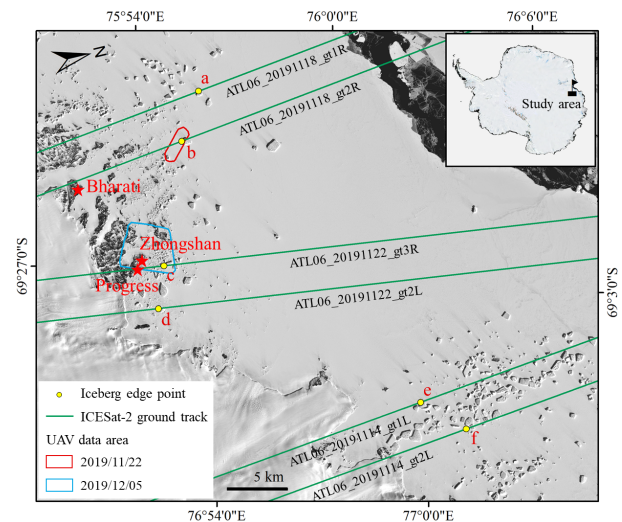 75°54'0"E 76°0'0"E 76°6'0"E
N
a
ATL06_20191118_gt1R
ATL06_20191118_gt2R
Study area
b
Bharati
Zhongshan
ATL06_20191122_gt3R
c
Progress
69°27'0"S
69°3'0"S
ATL06_20191122_gt2L
d
e
f
ATL06_20191114_gt1L
ATL06_20191114_gt2L
Iceberg edge point
ICESat-2 ground track
UAV data area
2019/11/22
2019/12/05
5 km
76°54'0"E 77°0'0"E